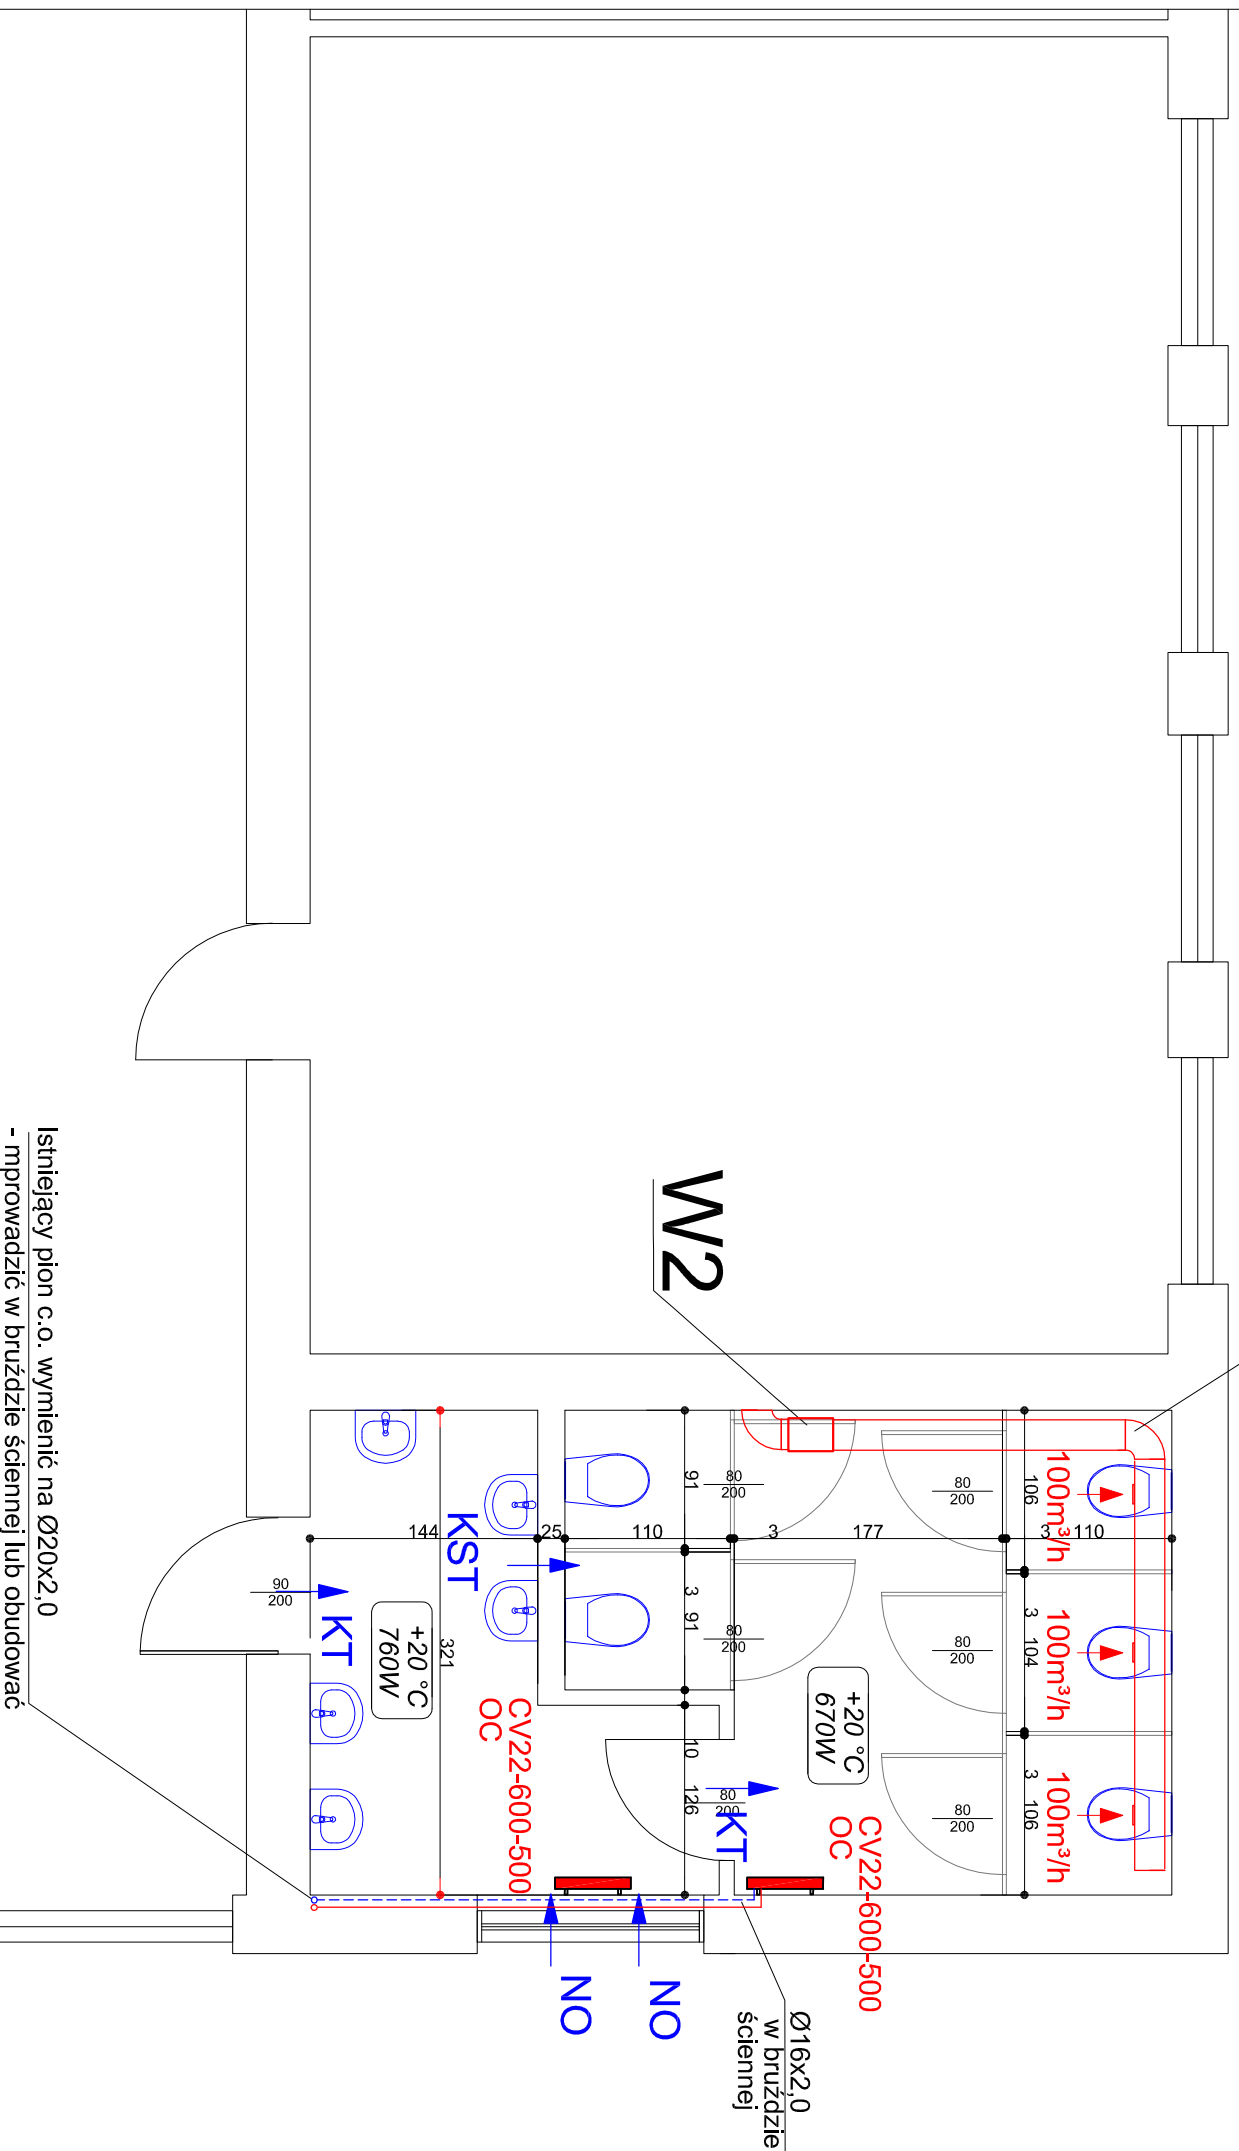 W2
100m³/h
100m³/h
100m³/h
106
3
104
3
106
144
25
110
3
177
3
110
91
3
91
10
126
321
80
200
80
200
80
200
80
200
80
200
80
200
90
200
KST
KT
KT
+20 °C
760W
+20 °C
670W
CV22-600-500
OC
CV22-600-500
OC
NO
NO
Ø16x2,0
w bruździe
ściennej
Istniejący pion c.o. wymienić na Ø20x2,0
- mprowadzić w bruździe ściennej lub obudować